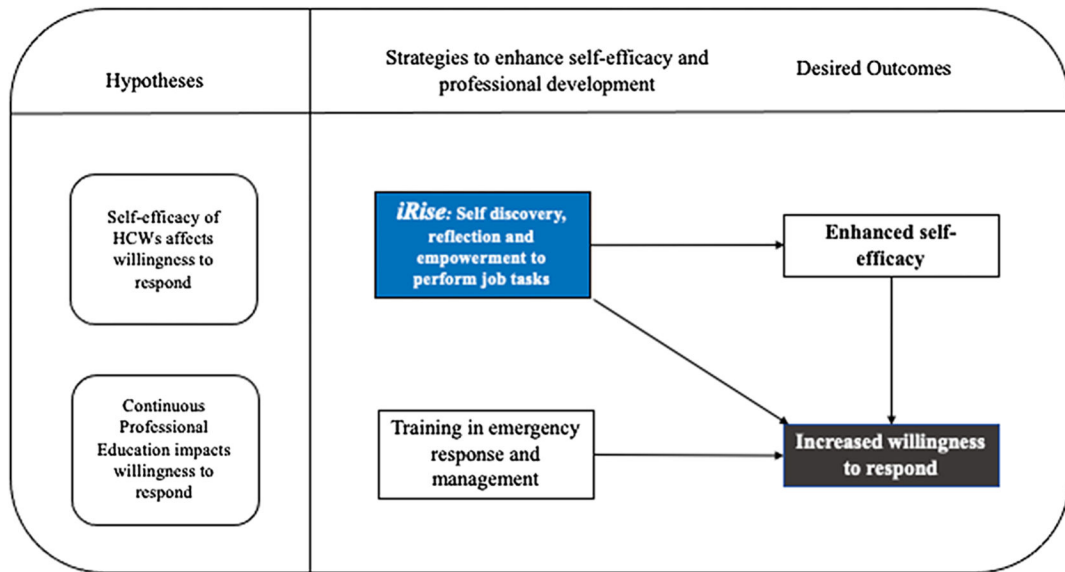 Hypotheses
Strategies to enhance self-efficacy and
professional development
Desired Outcomes
Self-efficacy of
HCWs affects
willingness to
respond
iRise: Self discovery,
reflection and
empowerment to
perform job tasks
Enhanced self-
efficacy
Continuous
Professional
Education impacts
willingness to
respond
Training in emergency
response and
management
Increased willingness
to respond